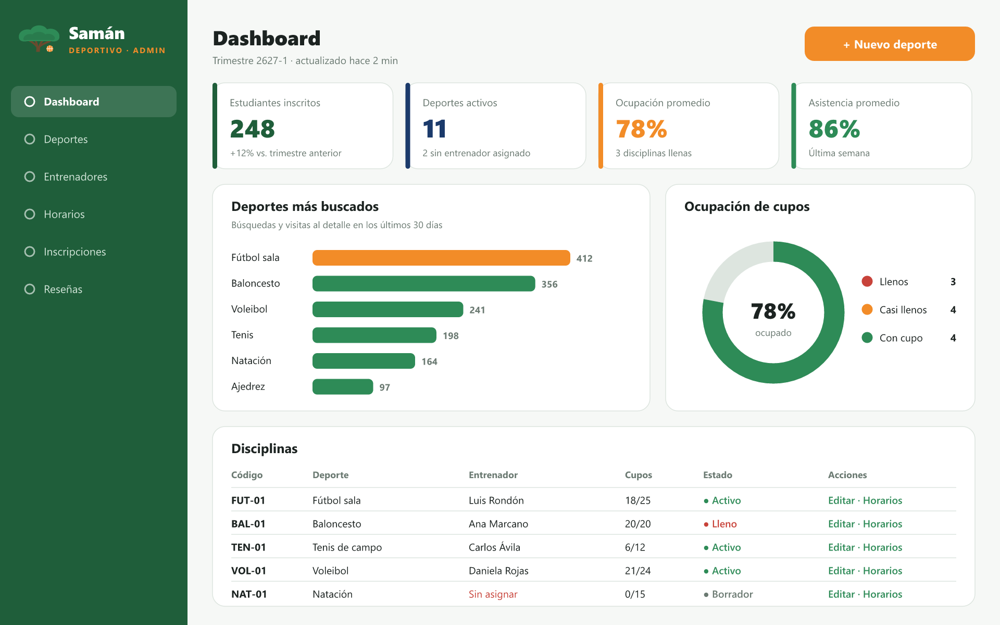 Samán
DEPORTIVO · ADMIN
Dashboard
Deportes
Entrenadores
Horarios
Inscripciones
Reseñas
Dashboard
Trimestre 2627-1 · actualizado hace 2 min
+ Nuevo deporte
Estudiantes inscritos
248
+12% vs. trimestre anterior
Deportes activos
11
2 sin entrenador asignado
Ocupación promedio
78%
3 disciplinas llenas
Asistencia promedio
86%
Última semana
Deportes más buscados
Búsquedas y visitas al detalle en los últimos 30 días
Fútbol sala 412
Baloncesto 356
Voleibol 241
Tenis 198
Natación 164
Ajedrez 97
Ocupación de cupos
78%
ocupado
Llenos 3
Casi llenos 4
Con cupo 4
Disciplinas
Código Deporte Entrenador Cupos Estado Acciones
FUT-01 Fútbol sala Luis Rondón 18/25 ● Activo Editar · Horarios
BAL-01 Baloncesto Ana Marcano 20/20 ● Lleno Editar · Horarios
TEN-01 Tenis de campo Carlos Ávila 6/12 ● Activo Editar · Horarios
VOL-01 Voleibol Daniela Rojas 21/24 ● Activo Editar · Horarios
NAT-01 Natación Sin asignar 0/15 ● Borrador Editar · Horarios